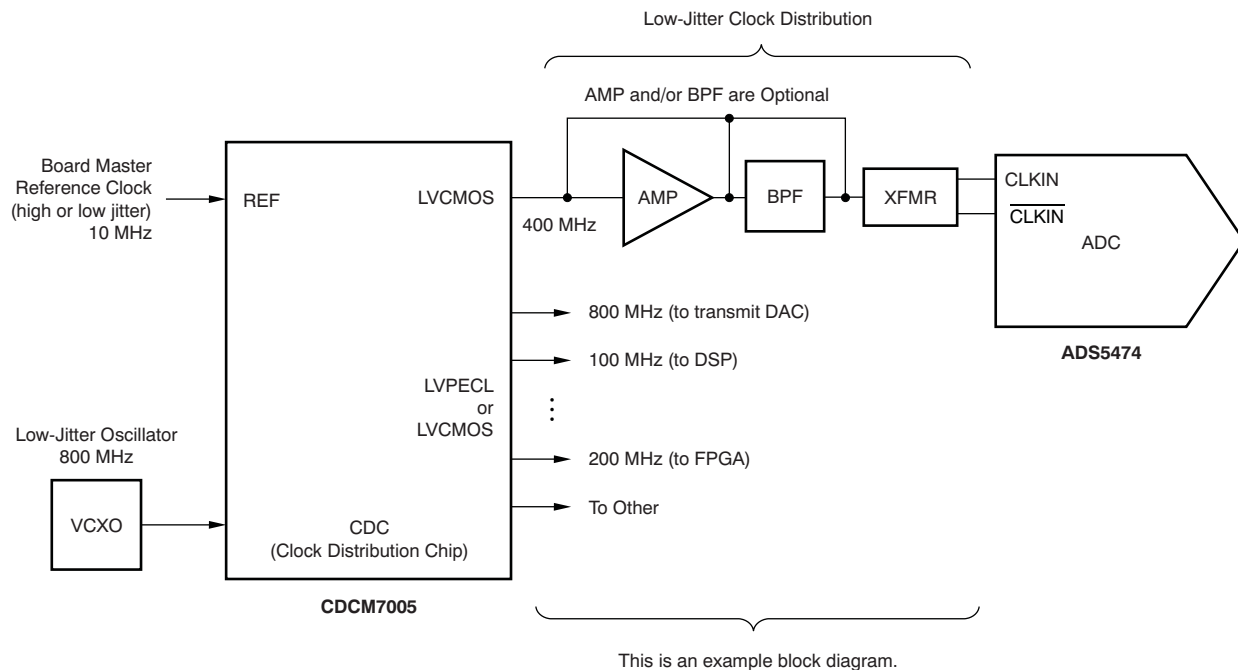 Low-Jitter Clock Distribution
AMP and/or BPF are Optional
Board Master
Reference Clock
(high or low jitter)
10 MHz
REF
LVCMOS
400 MHz
AMP
BPF
XFMR
CLKIN
CLKIN
ADC
ADS5474
800 MHz (to transmit DAC)
100 MHz (to DSP)
LVPECL
or
LVCMOS
⋮
200 MHz (to FPGA)
To Other
Low-Jitter Oscillator
800 MHz
VCXO
CDC
(Clock Distribution Chip)
CDCM7005
This is an example block diagram.